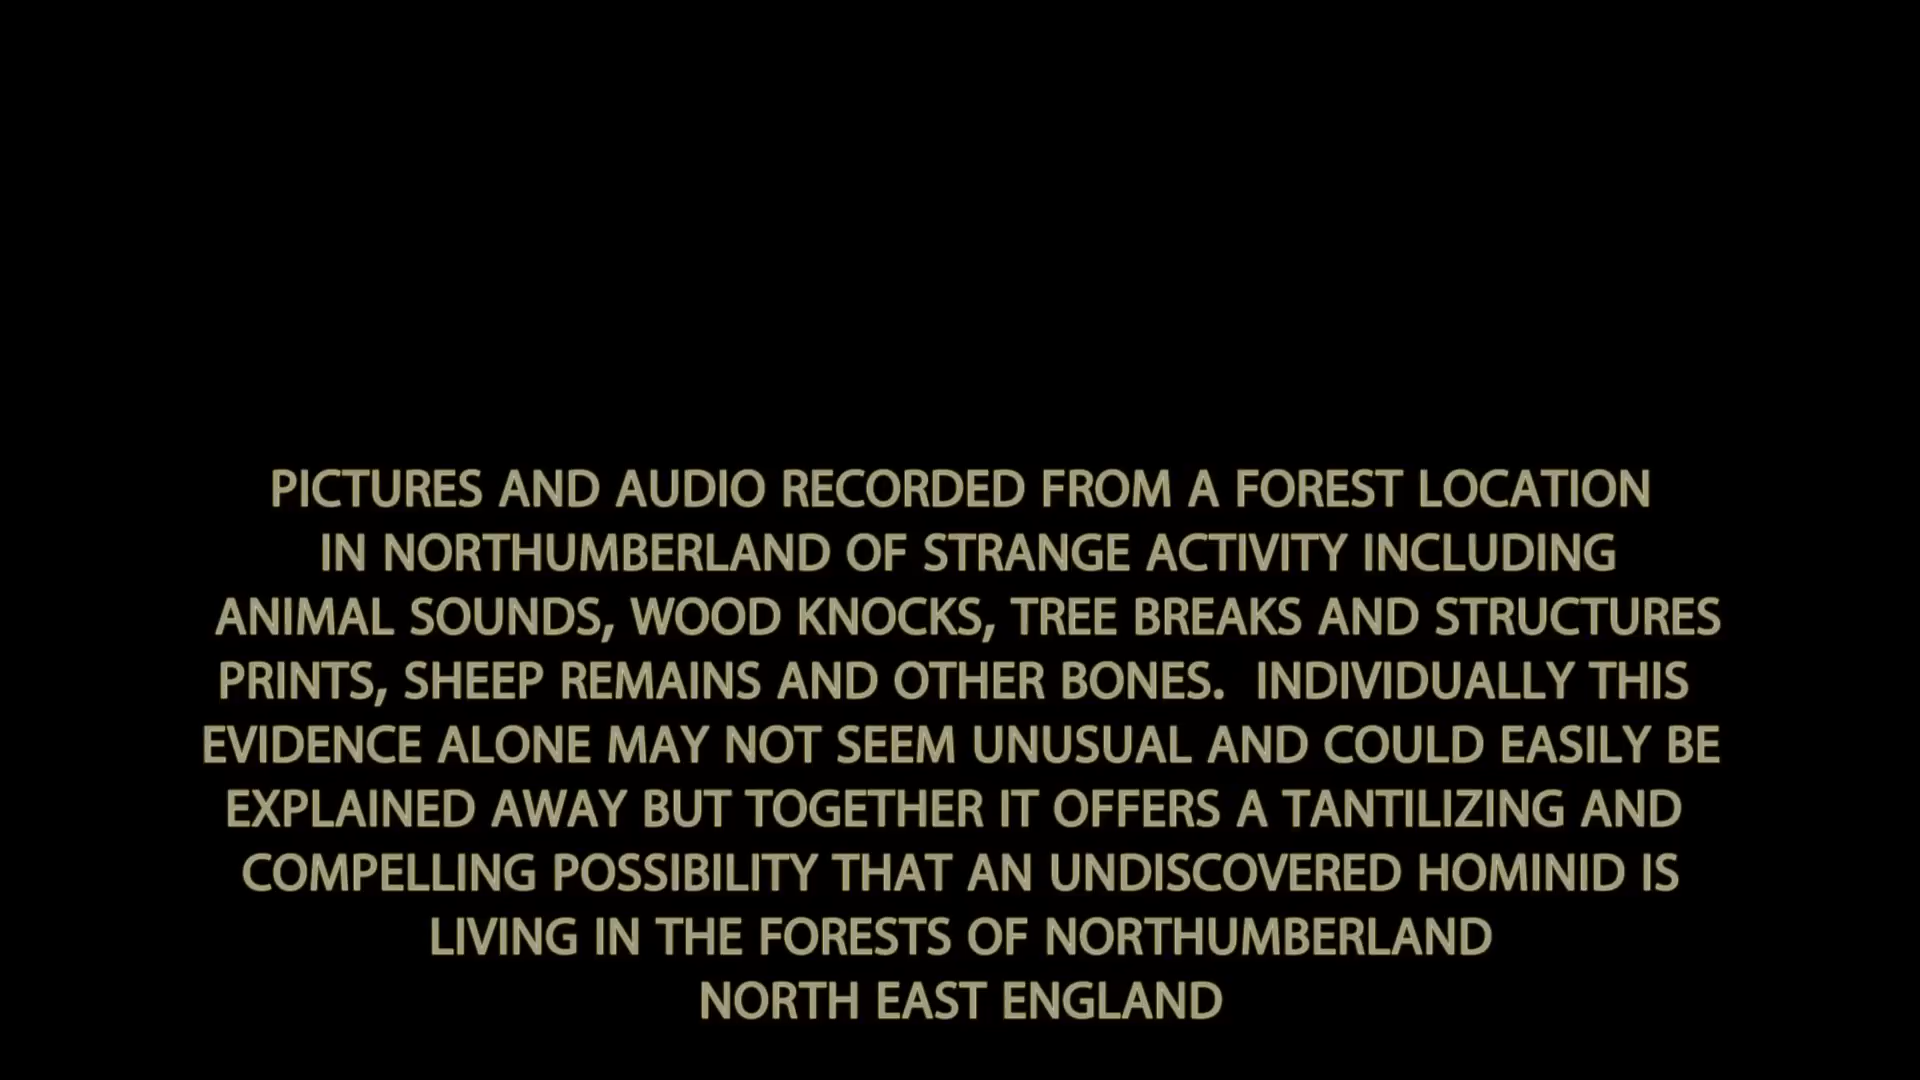 PICTURES AND AUDIO RECORDED FROM A FOREST LOCATION
IN NORTHUMBERLAND OF STRANGE ACTIVITY INCLUDING
ANIMAL SOUNDS, WOOD KNOCKS, TREE BREAKS AND STRUCTURES
PRINTS, SHEEP REMAINS AND OTHER BONES.  INDIVIDUALLY THIS
EVIDENCE ALONE MAY NOT SEEM UNUSUAL AND COULD EASILY BE
EXPLAINED AWAY BUT TOGETHER IT OFFERS A TANTILIZING AND
COMPELLING POSSIBILITY THAT AN UNDISCOVERED HOMINID IS
LIVING IN THE FORESTS OF NORTHUMBERLAND
NORTH EAST ENGLAND